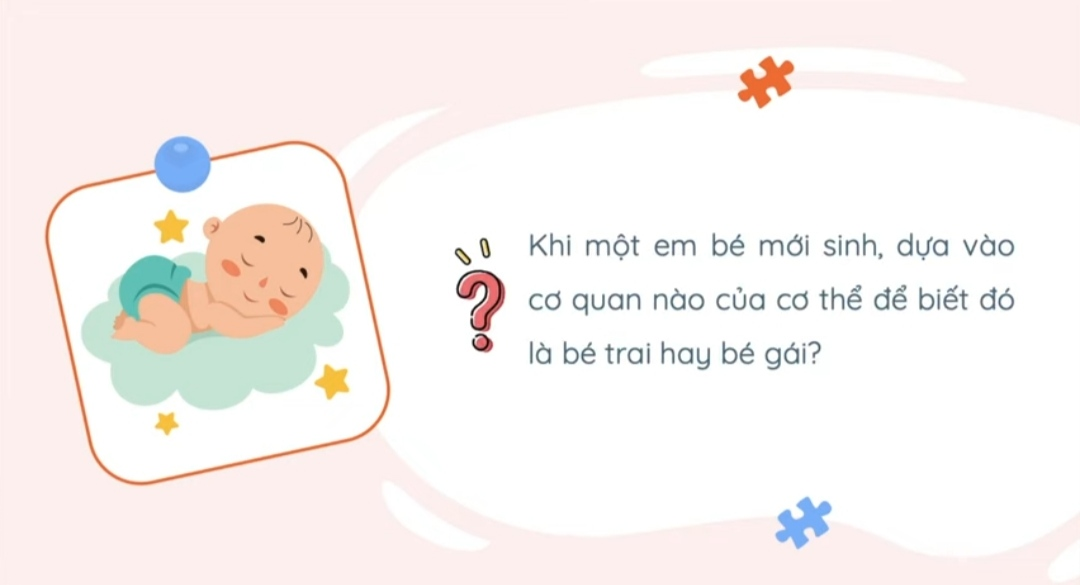 Khi một em bé mới sinh, dựa vào
cơ quan nào của cơ thể để biết đó
là bé trai hay bé gái?